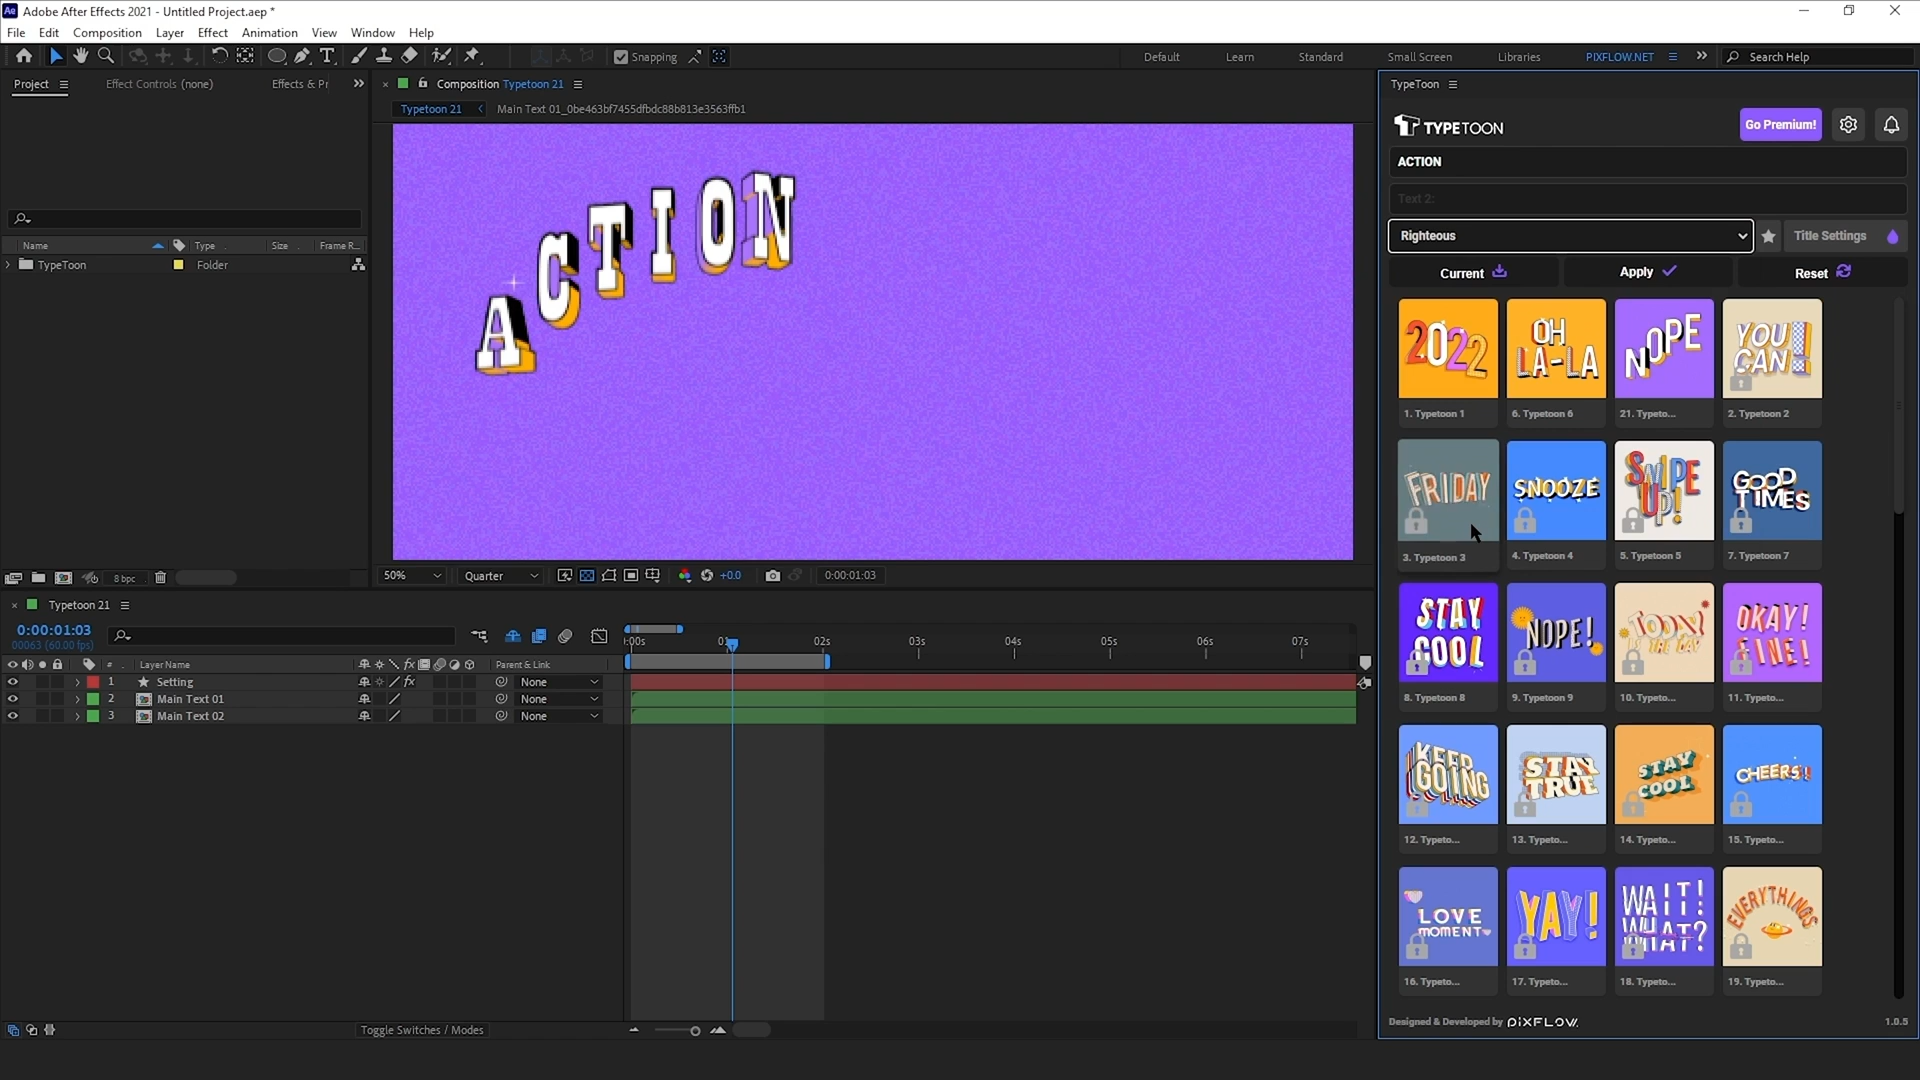 Ae Adobe After Effects 2021 - Untitled Project.aep *
File Edit Composition Layer Effect Animation View Window Help
Snapping
Default Learn Standard Small Screen Libraries PIXFLOW.NET Search Help
Project Effect Controls (none) Effects & Pr
Composition Typetoon 21
Typetoon 21 Main Text 01_0be463bf7455dfbdc88b813e3563ffb1
Name Type Size Frame R...
TypeToon Folder
ACTION
8 bpc
50% Quarter +0.0 0:00:01:03
TypeToon
TYPETOON Go Premium!
ACTION
Text 2:
Righteous Title Settings
Current Apply Reset
2022
OH LA-LA
NOPE
YOU CAN!
1. Typetoon 1 6. Typetoon 6 21. Typeto... 2. Typetoon 2
FRIDAY
SNOOZE
SWIPE UP!
GOOD TIMES
3. Typetoon 3 4. Typetoon 4 5. Typetoon 5 7. Typetoon 7
STAY COOL
NOPE!
TODAY IS THE DAY
OKAY! FINE!
8. Typetoon 8 9. Typetoon 9 10. Typeto... 11. Typeto...
KEEP GOING
STAY TRUE
STAY COOL
CHEERS!
12. Typeto... 13. Typeto... 14. Typeto... 15. Typeto...
LOVE MOMENT
YAY!
WAIT! WHAT?
EVERYTHING
16. Typeto... 17. Typeto... 18. Typeto... 19. Typeto...
Designed & Developed by PIXFLOW. 1.0.5
Typetoon 21
0:00:01:03
00063 (60.00 fps)
:00s 01 02s 03s 04s 05s 06s 07s
# Layer Name fx Parent & Link
1 Setting fx None
2 Main Text 01 None
3 Main Text 02 None
Toggle Switches / Modes